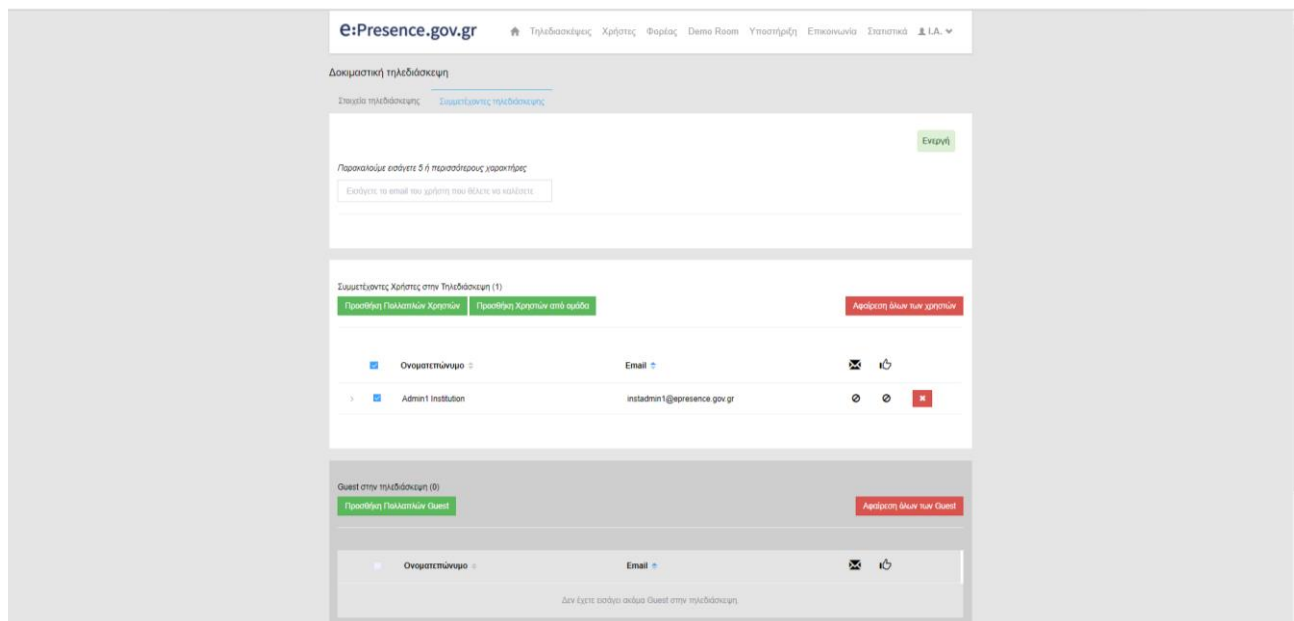 e:Presence.gov.gr
Τηλεδιασκέψεις Χρήστες Φορέας Demo Room Υποστήριξη Επικοινωνία Στατιστικά I.A.
Δοκιμαστική τηλεδιάσκεψη
Στοιχεία τηλεδιάσκεψης Συμμετέχοντες τηλεδιάσκεψης
Ενεργή
Παρακαλούμε εισάγετε 5 ή περισσότερους χαρακτήρες
Εισάγετε το email του χρήστη που θέλετε να καλέσετε
Συμμετέχοντες Χρήστες στην Τηλεδιάσκεψη (1)
Προσθήκη Πολλαπλών Χρηστών Προσθήκη Χρηστών από ομάδα Αφαίρεση όλων των χρηστών
Ονοματεπώνυμο Email
Admin1 Institution instadmin1@epresence.gov.gr
Guest στην τηλεδιάσκεψη (0)
Προσθήκη Πολλαπλών Guest Αφαίρεση όλων των Guest
Ονοματεπώνυμο Email
Δεν έχετε εισάγει ακόμα Guest στην τηλεδιάσκεψη.